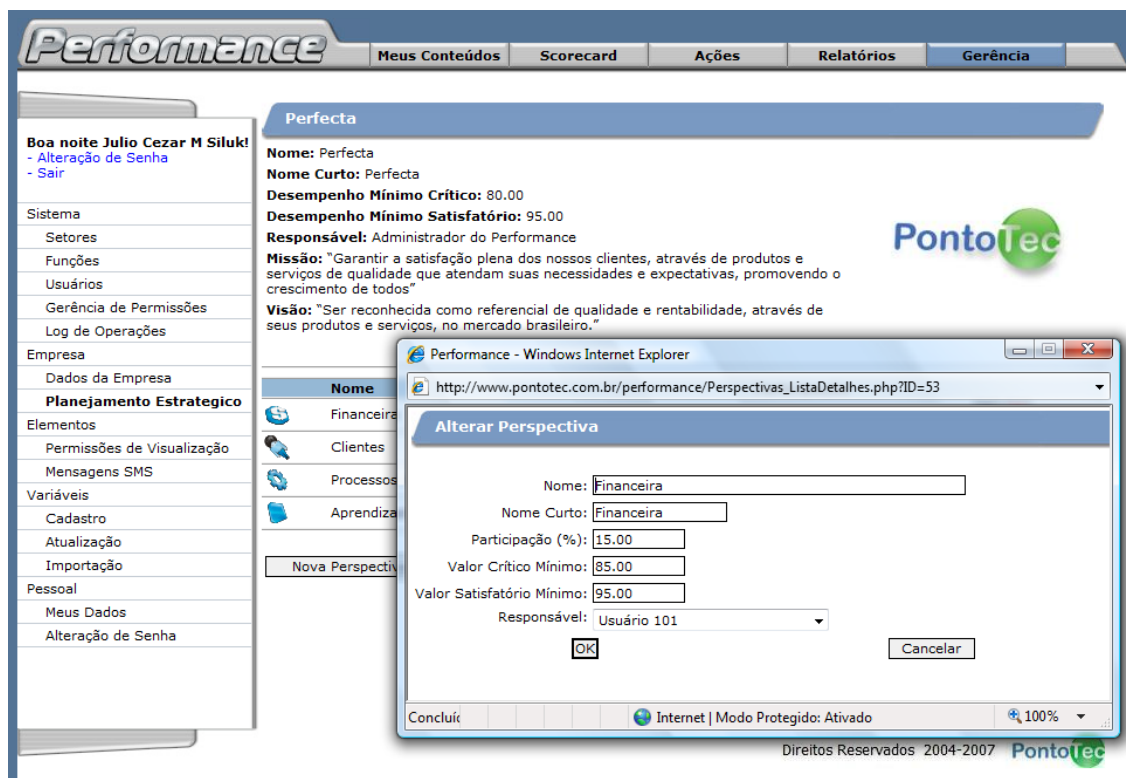 Performance
Meus Conteúdos Scorecard Ações Relatórios Gerência
Boa noite Julio Cezar M Siluk!
- Alteração de Senha
- Sair
Sistema
Setores
Funções
Usuários
Gerência de Permissões
Log de Operações
Empresa
Dados da Empresa
Planejamento Estrategico
Elementos
Permissões de Visualização
Mensagens SMS
Variáveis
Cadastro
Atualização
Importação
Pessoal
Meus Dados
Alteração de Senha
Perfecta
Nome: Perfecta
Nome Curto: Perfecta
Desempenho Mínimo Crítico: 80.00
Desempenho Mínimo Satisfatório: 95.00
Responsável: Administrador do Performance
Missão: "Garantir a satisfação plena dos nossos clientes, através de produtos e
serviços de qualidade que atendam suas necessidades e expectativas, promovendo o
crescimento de todos"
Visão: "Ser reconhecida como referencial de qualidade e rentabilidade, através de
seus produtos e serviços, no mercado brasileiro."
PontoTec
Nome
Financeira
Clientes
Processos
Aprendiza
Nova Perspectiv
Performance - Windows Internet Explorer
http://www.pontotec.com.br/performance/Perspectivas_ListaDetalhes.php?ID=53
Alterar Perspectiva
Nome: Financeira
Nome Curto: Financeira
Participação (%): 15.00
Valor Crítico Mínimo: 85.00
Valor Satisfatório Mínimo: 95.00
Responsável: Usuário 101
OK Cancelar
Concluíd Internet | Modo Protegido: Ativado 100%
Direitos Reservados 2004-2007 PontoTec